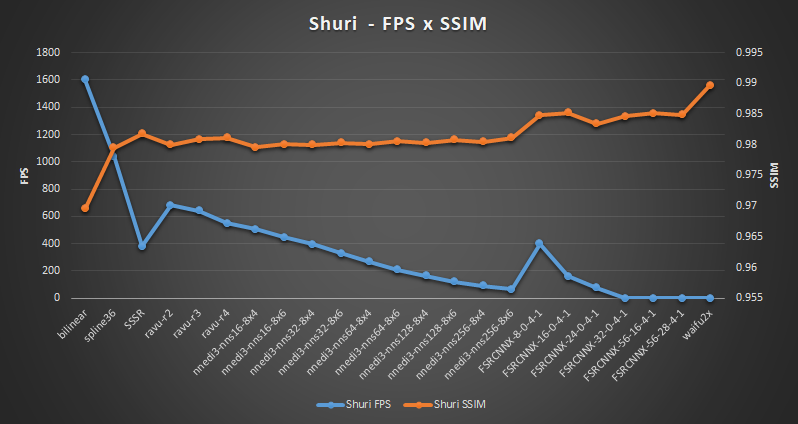 Shuri - FPS x SSIM
1800
1600
1400
1200
1000
800
600
400
200
0
FPS
0.995
0.99
0.985
0.98
0.975
0.97
0.965
0.96
0.955
SSIM
bilinear
spline36
SSSR
ravu-r2
ravu-r3
ravu-r4
nnedi3-nns16-8x4
nnedi3-nns16-8x6
nnedi3-nns32-8x4
nnedi3-nns32-8x6
nnedi3-nns64-8x4
nnedi3-nns64-8x6
nnedi3-nns128-8x4
nnedi3-nns128-8x6
nnedi3-nns256-8x4
nnedi3-nns256-8x6
FSRCNNX-8-0-4-1
FSRCNNX-16-0-4-1
FSRCNNX-24-0-4-1
FSRCNNX-32-0-4-1
FSRCNNX-56-16-4-1
FSRCNNX-56-28-4-1
waifu2x
Shuri FPS
Shuri SSIM